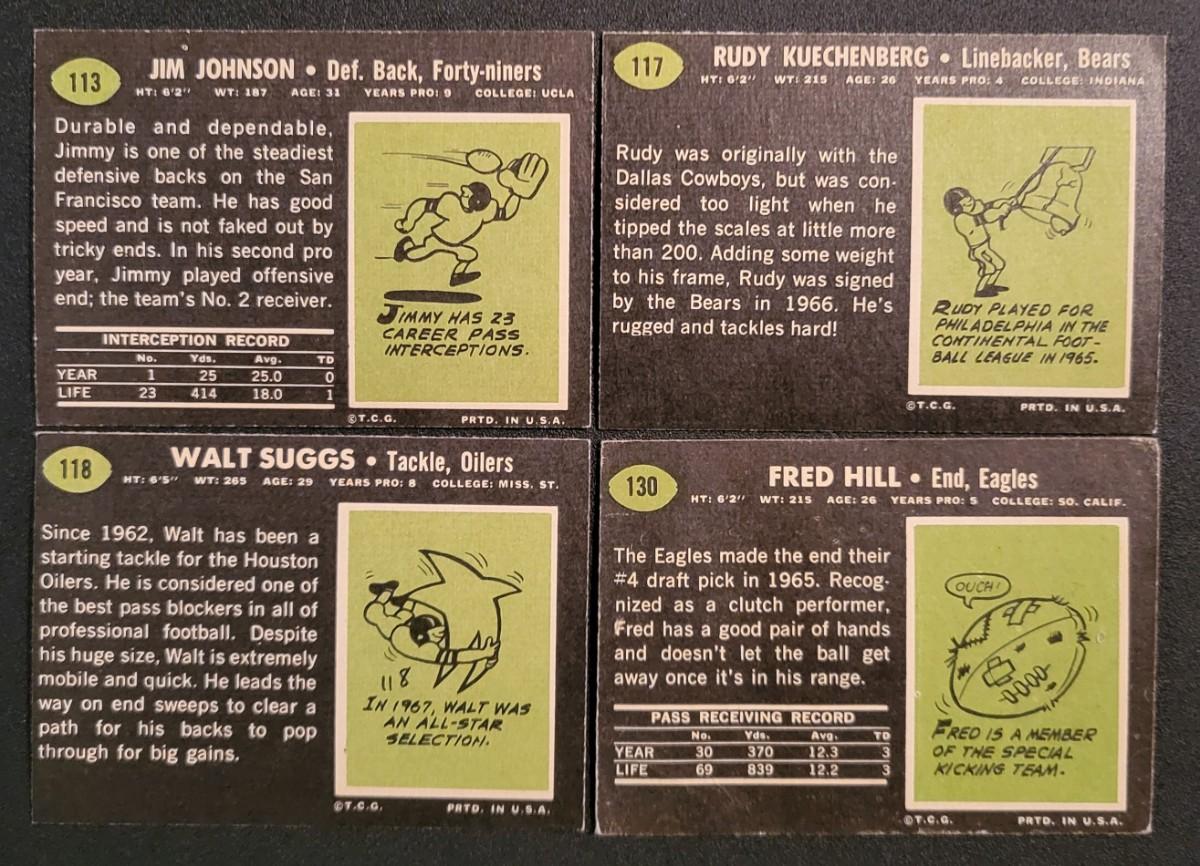 113
JIM JOHNSON • Def. Back, Forty-niners
HT: 6'2" WT: 187 AGE: 31 YEARS PRO: 9 COLLEGE: UCLA
Durable and dependable,
Jimmy is one of the steadiest
defensive backs on the San
Francisco team. He has good
speed and is not faked out by
tricky ends. In his second pro
year, Jimmy played offensive
end; the team's No. 2 receiver.
INTERCEPTION RECORD
No. Yds. Avg. TD
YEAR 1 25 25.0 0
LIFE 23 414 18.0 1
JIMMY HAS 23
CAREER PASS
INTERCEPTIONS.
©T.C.G. PRTD. IN U.S.A.
117
RUDY KUECHENBERG • Linebacker, Bears
HT: 6'2" WT: 215 AGE: 26 YEARS PRO: 4 COLLEGE: INDIANA
Rudy was originally with the
Dallas Cowboys, but was con-
sidered too light when he
tipped the scales at little more
than 200. Adding some weight
to his frame, Rudy was signed
by the Bears in 1966. He's
rugged and tackles hard!
RUDY PLAYED FOR
PHILADELPHIA IN THE
CONTINENTAL FOOT-
BALL LEAGUE IN 1965.
©T.C.G. PRTD. IN U.S.A.
118
WALT SUGGS • Tackle, Oilers
HT: 6'5" WT: 265 AGE: 29 YEARS PRO: 8 COLLEGE: MISS. ST.
Since 1962, Walt has been a
starting tackle for the Houston
Oilers. He is considered one of
the best pass blockers in all of
professional football. Despite
his huge size, Walt is extremely
mobile and quick. He leads the
way on end sweeps to clear a
path for his backs to pop
through for big gains.
IN 1967, WALT WAS
AN ALL-STAR
SELECTION.
©T.C.G. PRTD. IN U.S.A.
130
FRED HILL • End, Eagles
HT: 6'2" WT: 215 AGE: 26 YEARS PRO: 5 COLLEGE: SO. CALIF.
The Eagles made the end their
#4 draft pick in 1965. Recog-
nized as a clutch performer,
Fred has a good pair of hands
and doesn't let the ball get
away once it's in his range.
PASS RECEIVING RECORD
No. Yds. Avg. TD
YEAR 30 370 12.3 3
LIFE 69 839 12.2 3
OUCH!
FRED IS A MEMBER
OF THE SPECIAL
KICKING TEAM.
©T.C.G. PRTD. IN U.S.A.